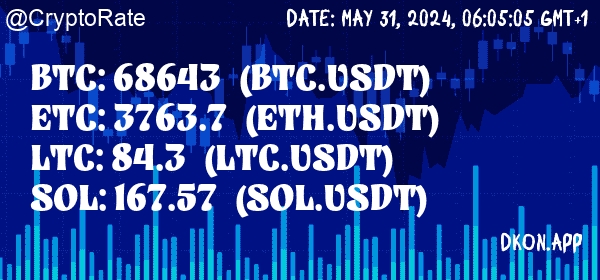 @CryptoRate
DATE: MAY 31, 2024, 06:05:05 GMT+1
BTC: 68643 (BTC.USDT)
ETC: 3763.7 (ETH.USDT)
LTC: 84.3 (LTC.USDT)
SOL: 167.57 (SOL.USDT)
DKON.APP